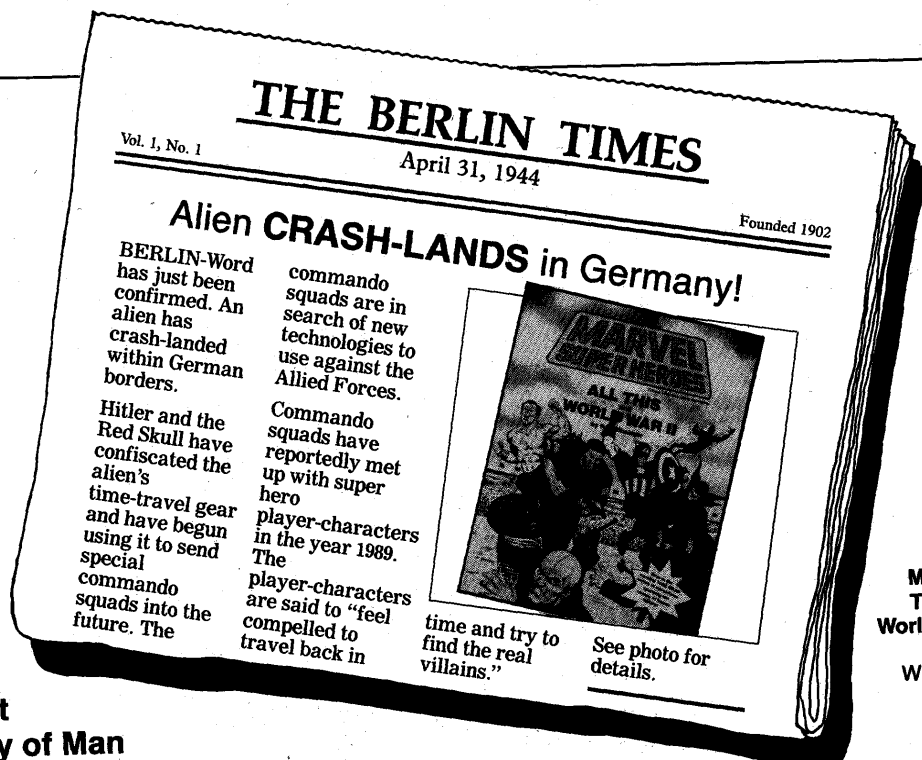 THE BERLIN TIMES
Vol. 1, No. 1
April 31, 1944
Founded 1902
Alien CRASH-LANDS in Germany!
BERLIN-Word
has just been
confirmed. An
alien has
crash-landed
within German
borders.
Hitler and the
Red Skull have
confiscated the
alien's
time-travel gear
and have begun
using it to send
special
commando
squads into the
future. The
commando
squads are in
search of new
technologies to
use against the
Allied Forces.
Commando
squads have
reportedly met
up with super
hero
player-characters
in the year 1989.
The
player-characters
are said to "feel
compelled to
travel back in
time and try to
find the real
villains."
MARVEL
SUPER HEROES
ALL THIS
WORLD WAR II
See photo for
details.
M
T
Worl
W
t
y of Man